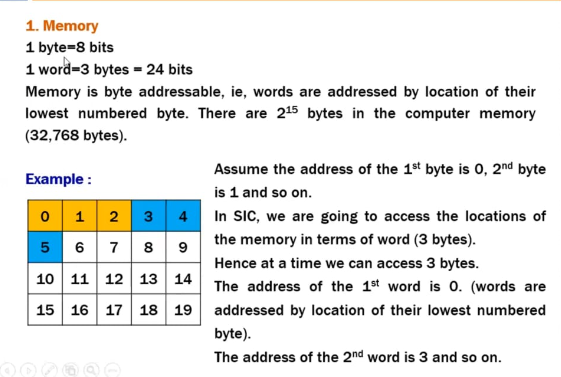 1. Memory
1 byte=8 bits
1 word=3 bytes = 24 bits
Memory is byte addressable, ie, words are addressed by location of their
lowest numbered byte. There are 2¹⁵ bytes in the computer memory
(32,768 bytes).
Example :
0 1 2 3 4
5 6 7 8 9
10 11 12 13 14
15 16 17 18 19
Assume the address of the 1ˢᵗ byte is 0, 2ⁿᵈ byte
is 1 and so on.
In SIC, we are going to access the locations of
the memory in terms of word (3 bytes).
Hence at a time we can access 3 bytes.
The address of the 1ˢᵗ word is 0. (words are
addressed by location of their lowest numbered
byte).
The address of the 2ⁿᵈ word is 3 and so on.